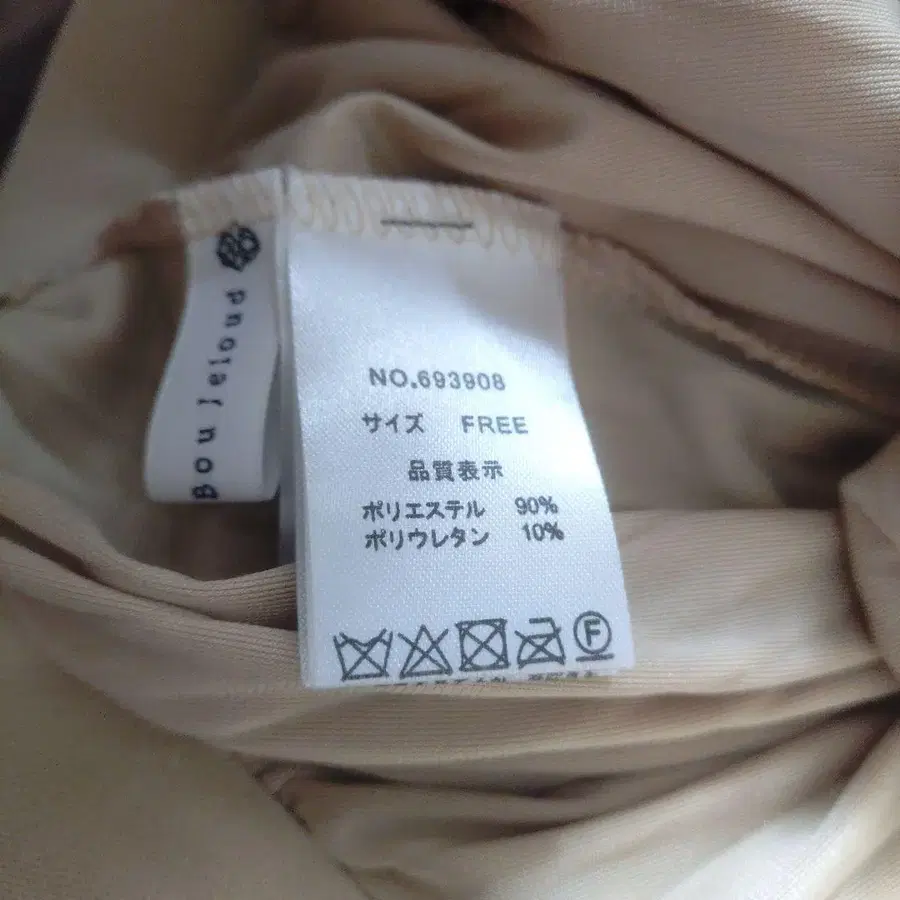 Bou Jeloud
NO.693908
サイズ FREE
品質表示
ポリエステル 90%
ポリウレタン 10%
F